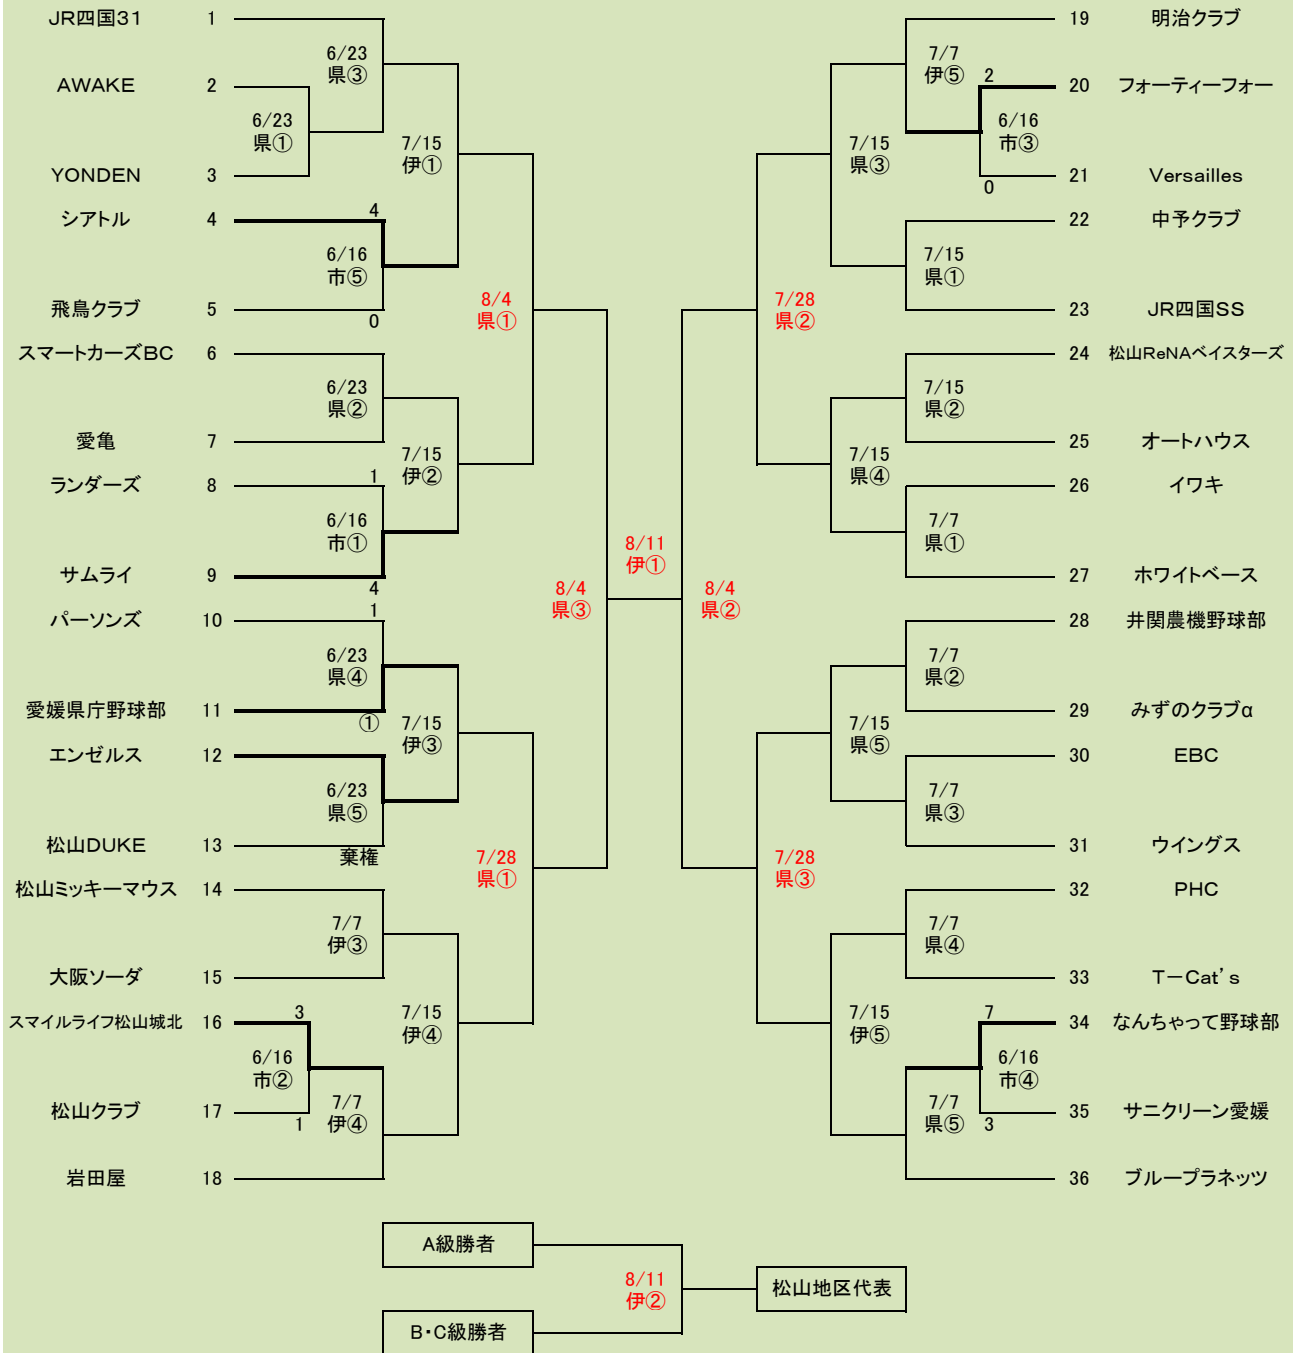 JR四国31 1
6/23
県③
AWAKE 2
6/23
県①
YONDEN 3
7/15
伊①
シアトル 4
4
6/16
市⑤
飛鳥クラブ 5
0
8/4
県①
スマートカーズBC 6
6/23
県②
愛亀 7
7/15
伊②
ランダーズ 8
1
6/16
市①
サムライ 9
4
8/4
県③
パーソンズ 10
1
6/23
県④
愛媛県庁野球部 11
①
7/15
伊③
エンゼルス 12
6/23
県⑤
松山DUKE 13
棄権
7/28
県①
松山ミッキーマウス 14
7/7
伊③
大阪ソーダ 15
7/15
伊④
スマイルライフ松山城北 16
3
6/16
市②
松山クラブ 17
1
7/7
伊④
岩田屋 18
8/11
伊①
19 明治クラブ
7/7
伊⑤
2
20 フォーティーフォー
6/16
市③
21 Versailles
0
7/15
県③
22 中予クラブ
7/15
県①
23 JR四国SS
7/28
県②
24 松山ReNAベイスターズ
7/15
県②
25 オートハウス
7/15
県④
26 イワキ
7/7
県①
27 ホワイトベース
8/4
県②
28 井関農機野球部
7/7
県②
29 みずのクラブα
7/15
県⑤
30 EBC
7/7
県③
31 ウイングス
7/28
県③
32 PHC
7/7
県④
33 T-Cat's
7/15
伊⑤
7
34 なんちゃって野球部
6/16
市④
35 サニクリーン愛媛
3
7/7
県⑤
36 ブループラネッツ
A級勝者
8/11
伊②
松山地区代表
B・C級勝者